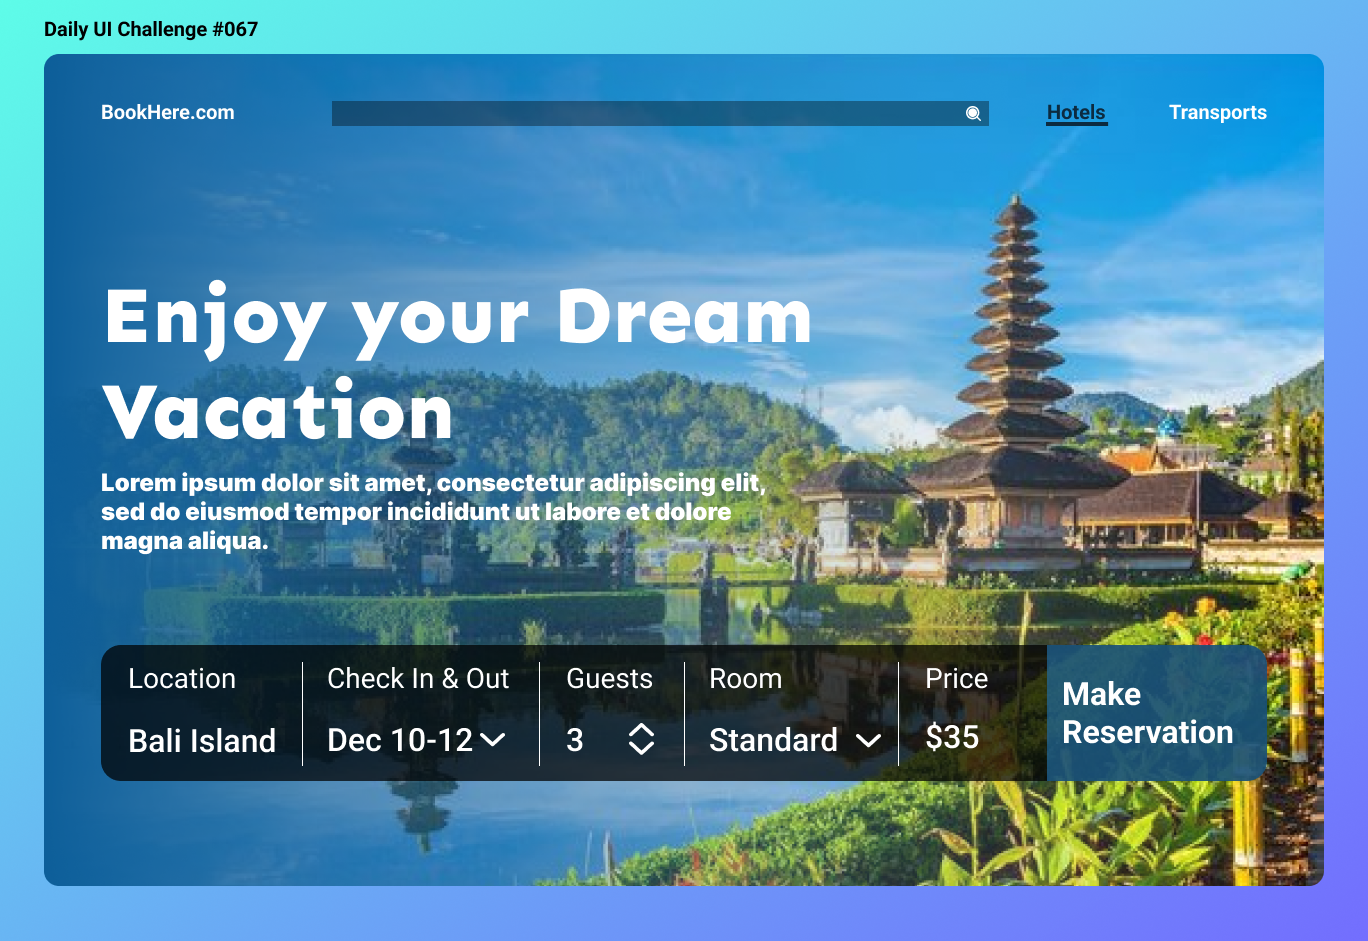 Daily UI Challenge #067
BookHere.com
Hotels
Transports
Enjoy your Dream
Vacation
Lorem ipsum dolor sit amet, consectetur adipiscing elit,
sed do eiusmod tempor incididunt ut labore et dolore
magna aliqua.
Location
Check In & Out
Guests
Room
Price
Bali Island
Dec 10-12
3
Standard
$35
Make
Reservation